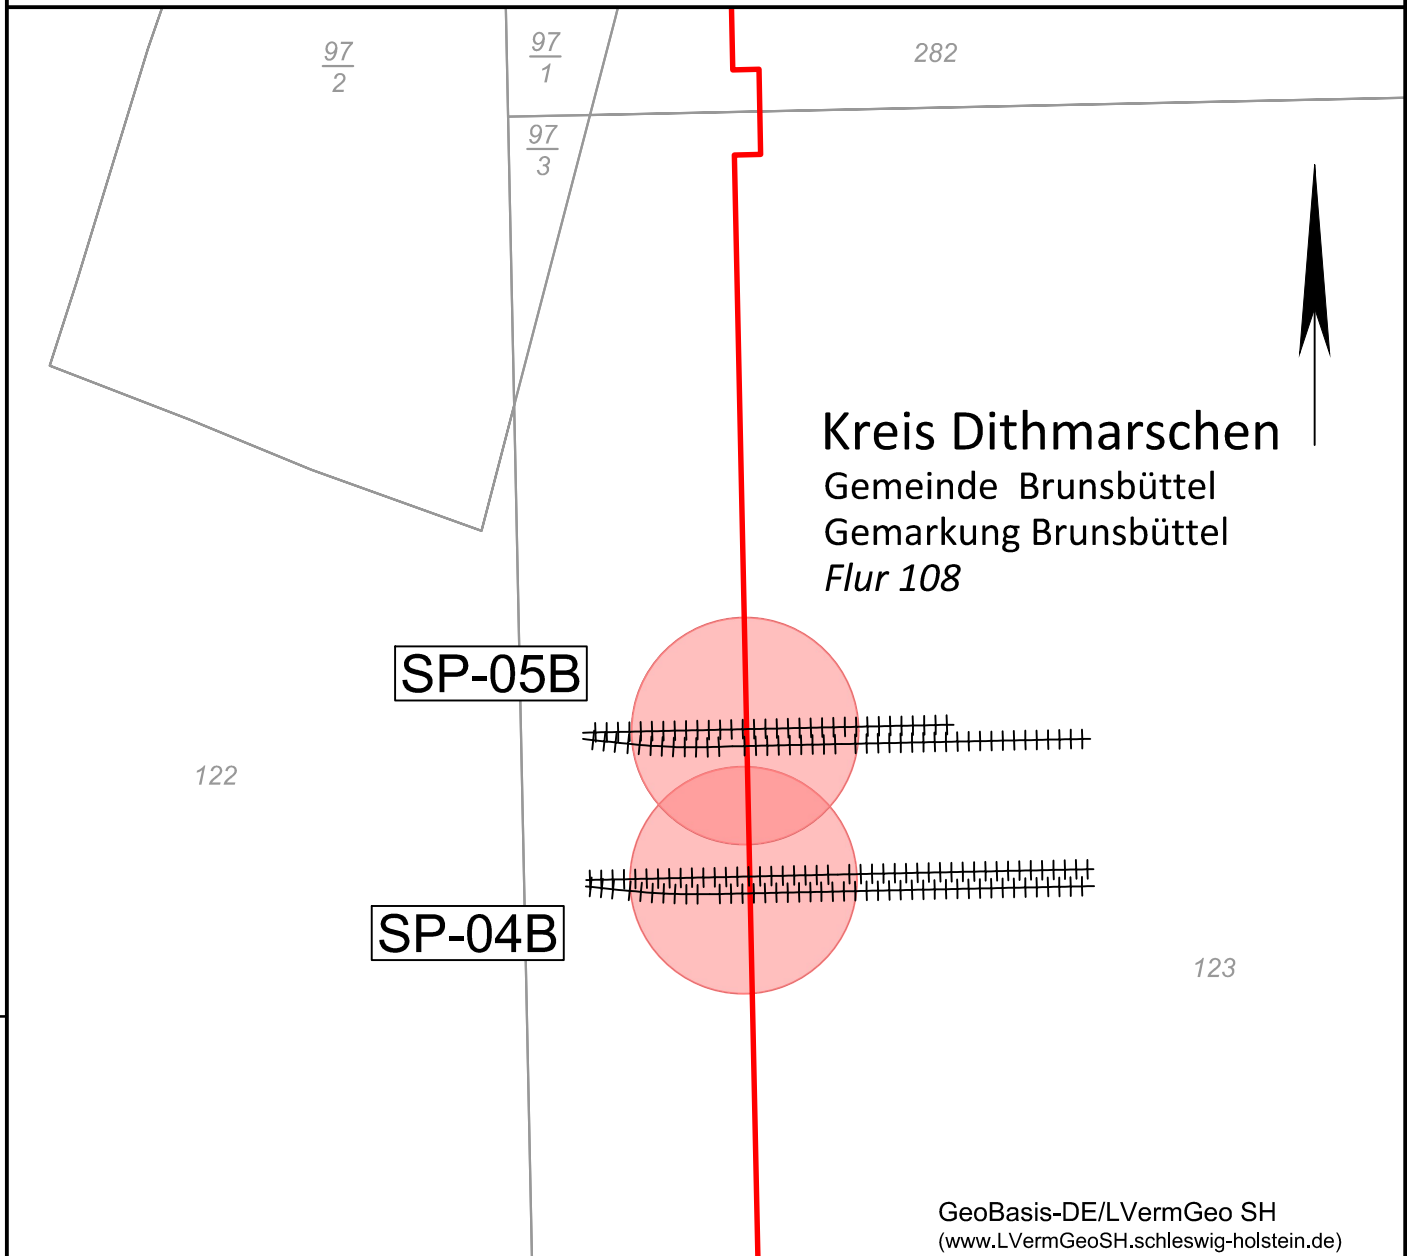 97
2
97
1
282
97
3
Kreis Dithmarschen
Gemeinde Brunsbüttel
Gemarkung Brunsbüttel
Flur 108
SP-05B
122
SP-04B
123
GeoBasis-DE/LVermGeo SH
(www.LVermGeoSH.schleswig-holstein.de)